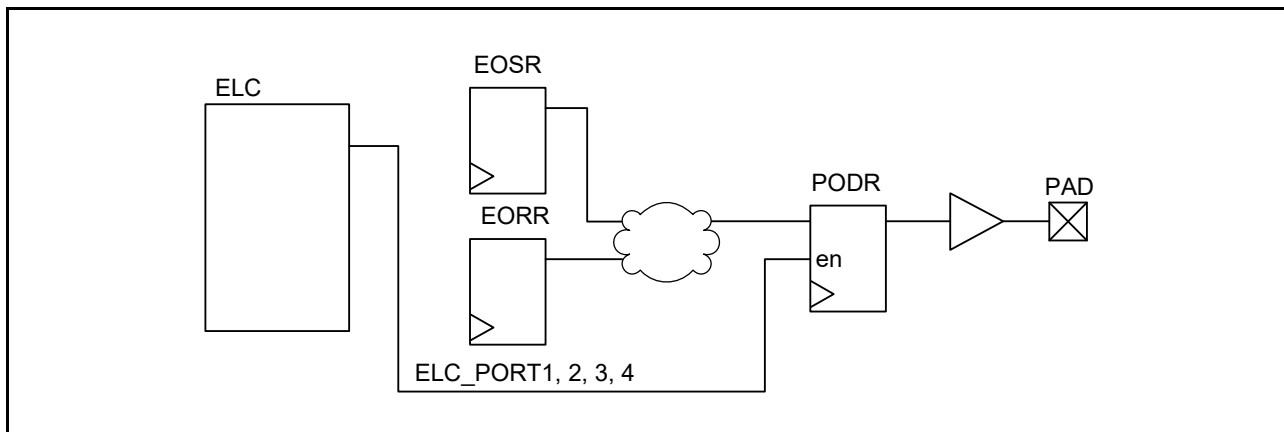 ELC
EOSR
EORR
PODR
en
PAD
ELC_PORT1, 2, 3, 4